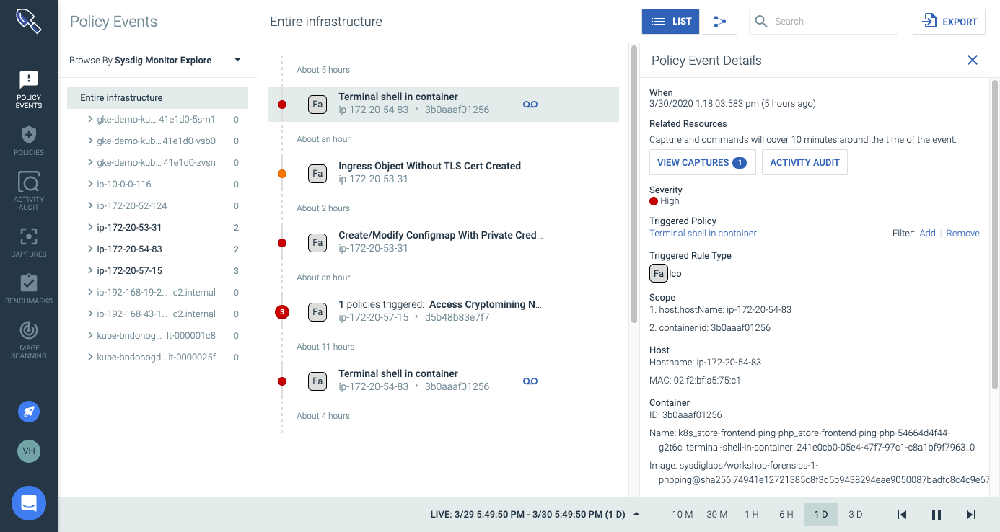 Policy Events
Entire infrastructure
LIST
Search
EXPORT
POLICY
EVENTS
POLICIES
ACTIVITY
AUDIT
CAPTURES
BENCHMARKS
IMAGE
SCANNING
VH
Browse By Sysdig Monitor Explore
Entire infrastructure
gke-demo-ku... 41e1d0-5sm1 0
gke-demo-kub... 41e1d0-vsb0 0
gke-demo-kub... 41e1d0-zvsn 0
ip-10-0-0-116 0
ip-172-20-52-124 0
ip-172-20-53-31 2
ip-172-20-54-83 2
ip-172-20-57-15 3
ip-192-168-19-2... c2.internal 0
ip-192-168-43-1... c2.internal 0
kube-bndohog... lt-000001c8 0
kube-bndohogd... lt-0000025f 0
About 5 hours
Fa Terminal shell in container
ip-172-20-54-83 > 3b0aaaf01256
About an hour
Fa Ingress Object Without TLS Cert Created
ip-172-20-53-31
About 2 hours
Fa Create/Modify Configmap With Private Cred...
ip-172-20-53-31
About an hour
3 Fa 1 policies triggered: Access Cryptomining N...
ip-172-20-57-15 > d5b48b83e7f7
About 11 hours
Fa Terminal shell in container
ip-172-20-54-83 > 3b0aaaf01256
About 4 hours
Policy Event Details
When
3/30/2020 1:18:03.583 pm (5 hours ago)
Related Resources
Capture and commands will cover 10 minutes around the time of the event.
VIEW CAPTURES 1 ACTIVITY AUDIT
Severity
High
Triggered Policy
Terminal shell in container Filter: Add | Remove
Triggered Rule Type
Falco
Scope
1. host.hostName: ip-172-20-54-83
2. container.id: 3b0aaaf01256
Host
Hostname: ip-172-20-54-83
MAC: 02:f2:bf:a5:75:c1
Container
ID: 3b0aaaf01256
Name: k8s_store-frontend-ping-php_store-frontend-ping-php-54664d4f44-
g2t6c_terminal-shell-in-container_241e0cb0-05e4-47f7-97c1-c8a1bf9f7963_0
Image: sysdiglabs/workshop-forensics-1-
phpping@sha256:74941e12721385c8f3d5b9438294eae9050087badfc8c4c9e67
LIVE: 3/29 5:49:50 PM - 3/30 5:49:50 PM (1 D) 10 M 30 M 1 H 6 H 1 D 3 D